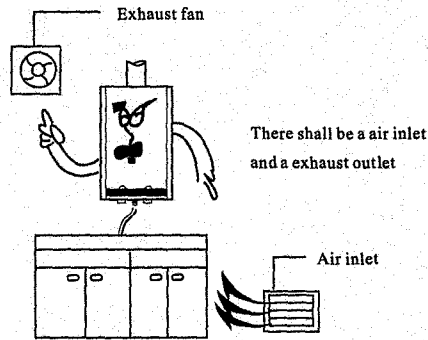 Exhaust fan
There shall be a air inlet
and a exhaust outlet
Air inlet